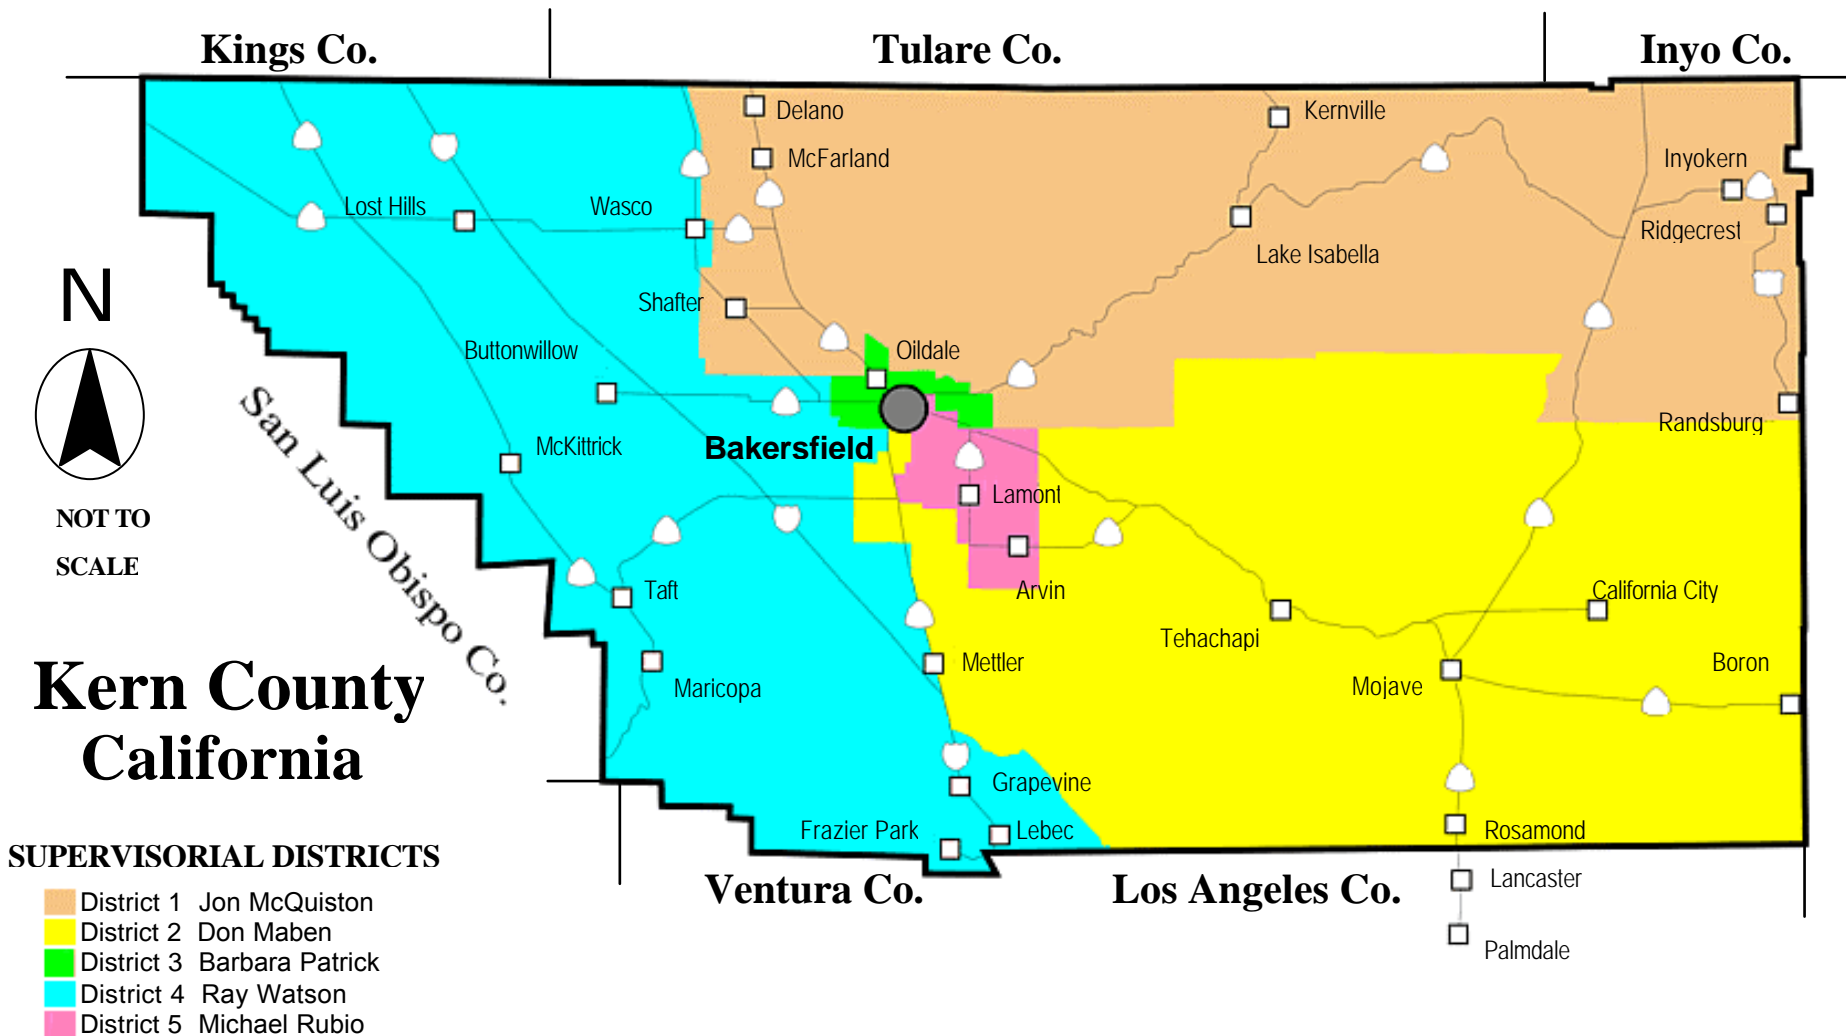 Kings Co.
Tulare Co.
Inyo Co.
Delano
Kernville
McFarland
Inyokern
Lost Hills
Wasco
Ridgecrest
Lake Isabella
N
Shafter
Buttonwillow
Oildale
Randsburg
Bakersfield
McKittrick
San Luis Obispo Co.
Lamont
NOT TO
SCALE
Taft
Arvin
California City
Tehachapi
Mettler
Boron
Kern County
California
Maricopa
Mojave
Grapevine
Frazier Park
Lebec
Rosamond
SUPERVISORIAL DISTRICTS
Ventura Co.
Los Angeles Co.
Lancaster
District 1 Jon McQuiston
District 2 Don Maben
Palmdale
District 3 Barbara Patrick
District 4 Ray Watson
District 5 Michael Rubio